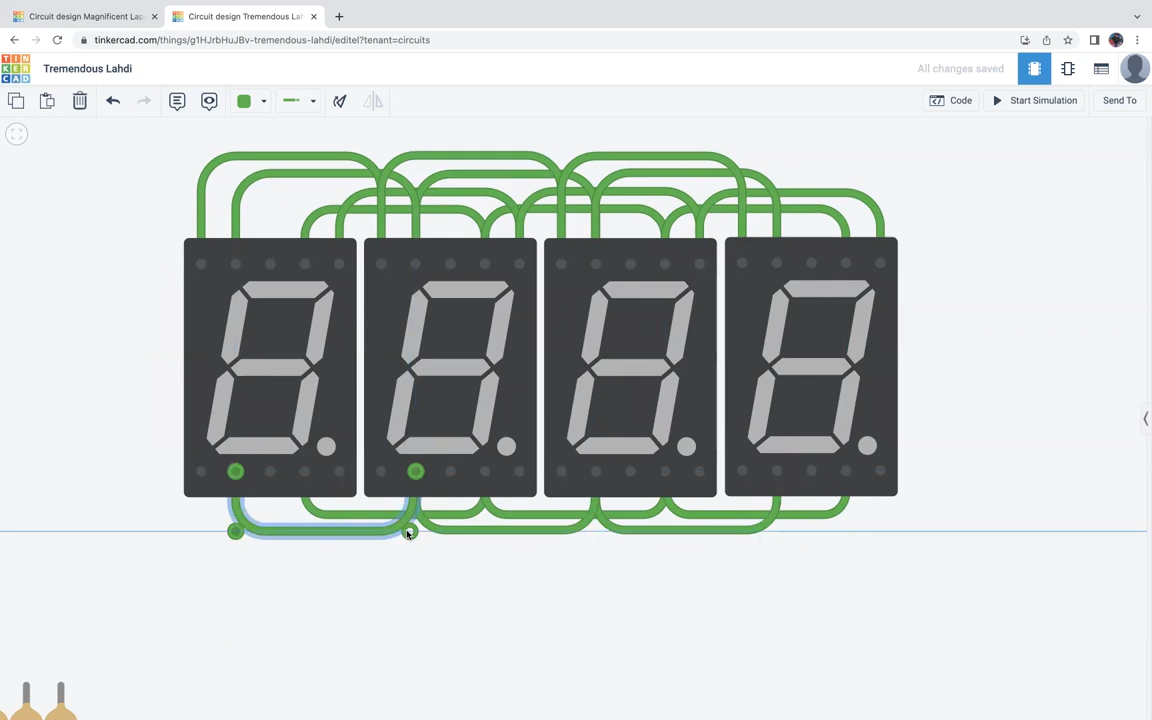 Circuit design Magnificent Lap
Circuit design Tremendous Lah
tinkercad.com/things/g1HJrbHuJBv-tremendous-lahdi/editel?tenant=circuits
TIN
KER
CAD
Tremendous Lahdi
All changes saved
Code
Start Simulation
Send To